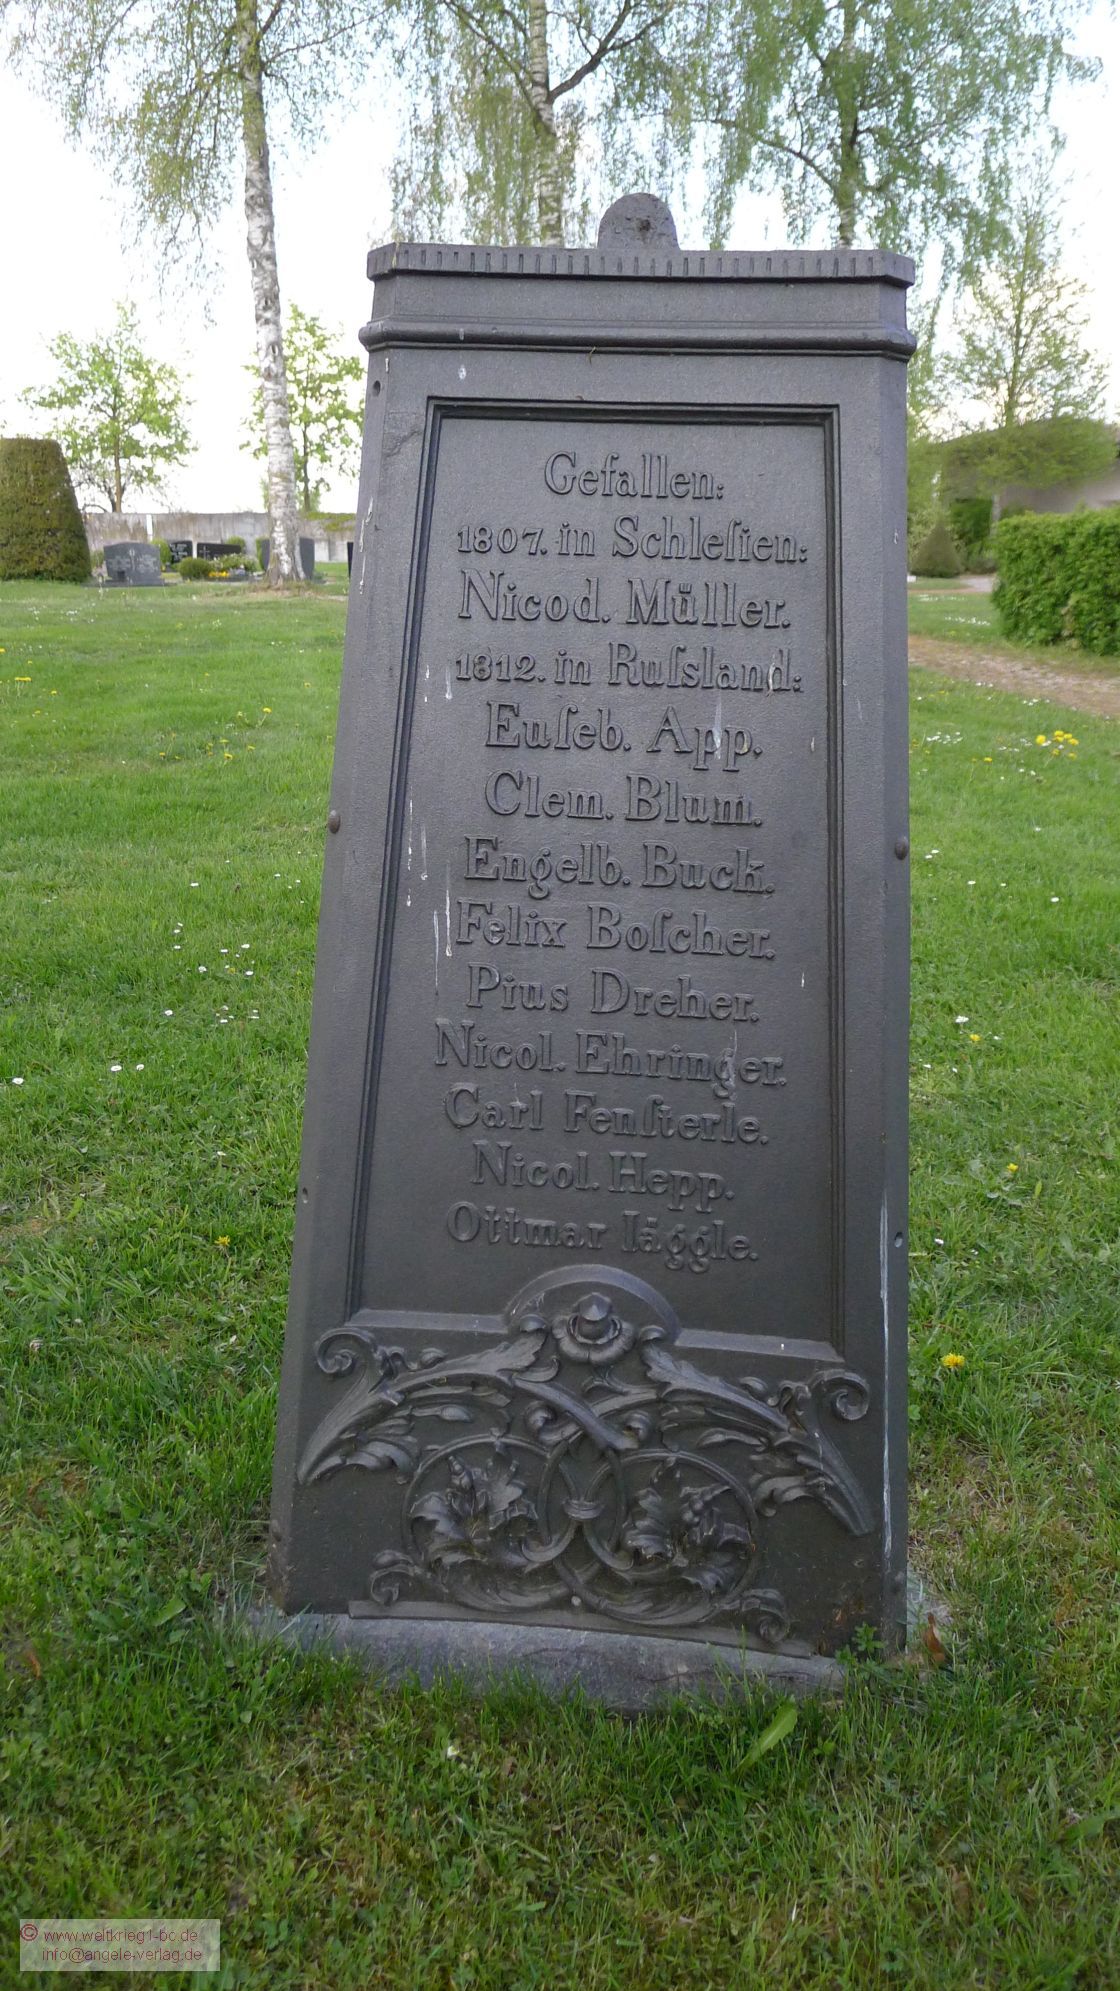 Gefallen:
1807. in Schleſien:
Nicod. Müller.
1812. in Ruſsland:
Euſeb. App.
Clem. Blum.
Engelb. Buck.
Felix Boſcher.
Pius Dreher.
Nicol. Ehringer.
Carl Fenſterle.
Nicol. Hepp.
Ottmar Iäggle.
© www.weltkrieg1-bc.de
info@angele-verlag.de